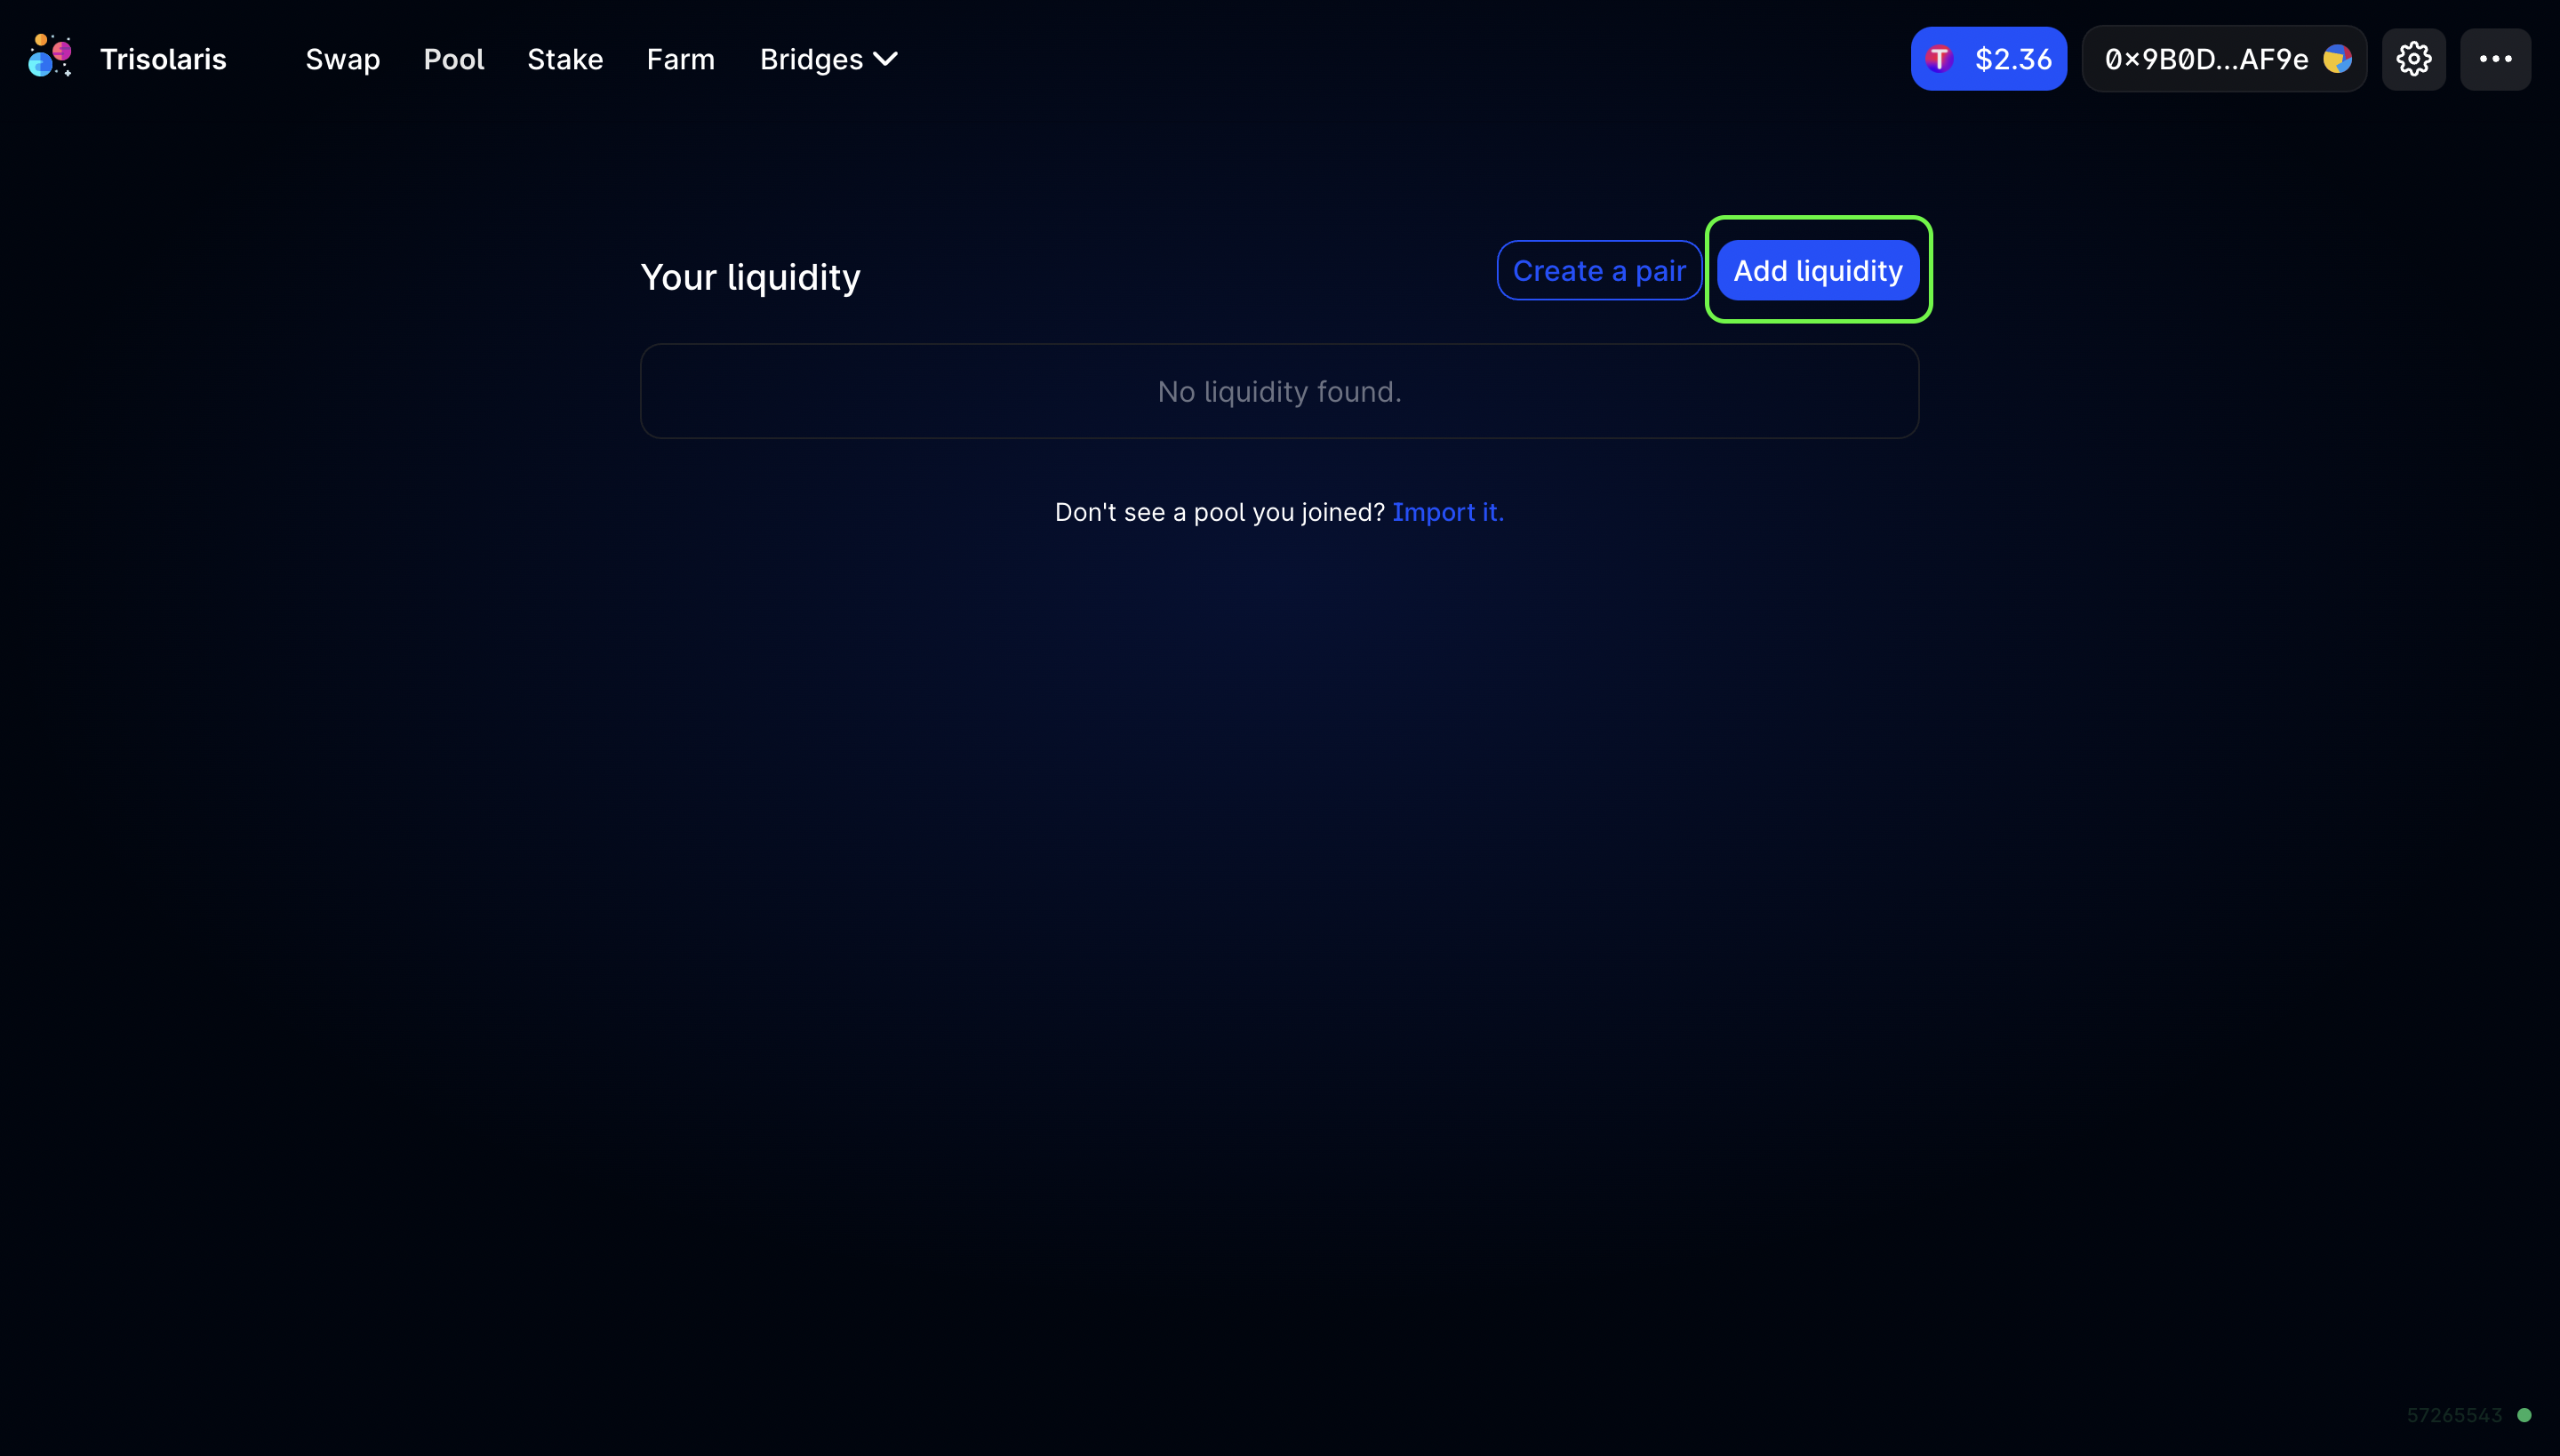 Trisolaris Swap Pool Stake Farm Bridges T $2.36 0x9B0D...AF9e
Your liquidity Create a pair Add liquidity
No liquidity found.
Don't see a pool you joined? Import it.
57265543